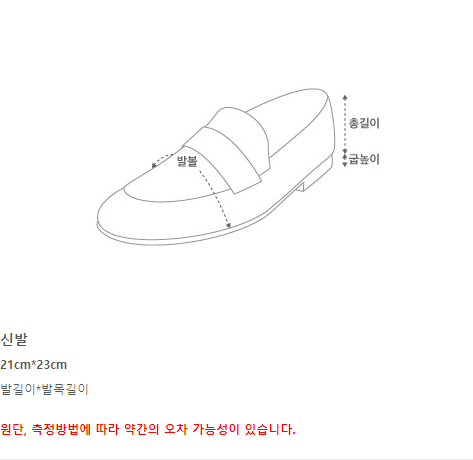 총길이
발볼
굽높이
신발
21cm*23cm
발길이*발목길이
원단, 측정방법에 따라 약간의 오차 가능성이 있습니다.